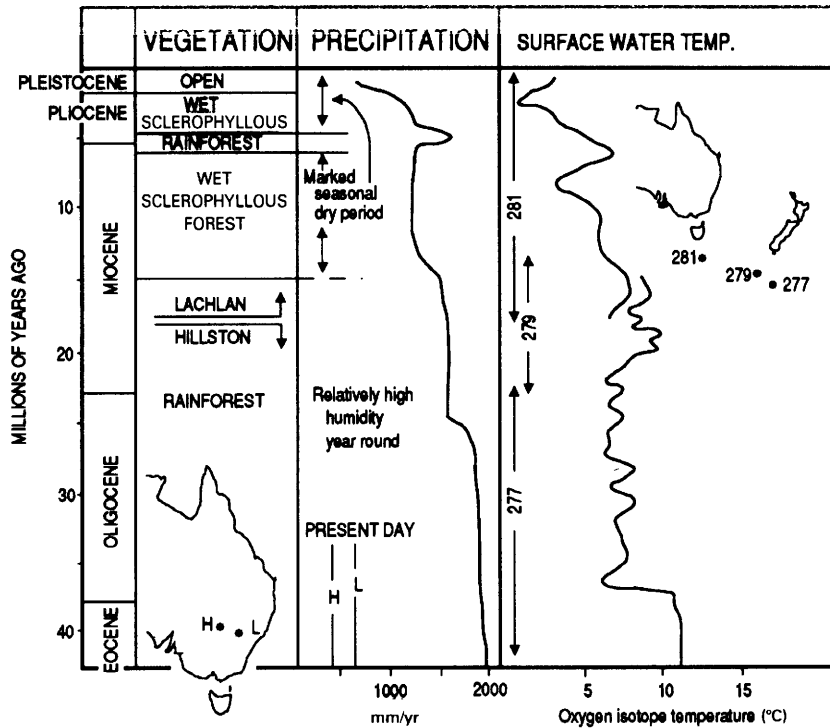 VEGETATION PRECIPITATION SURFACE WATER TEMP.
PLEISTOCENE
PLIOCENE
MIOCENE
OLIGOCENE
EOCENE
MILLIONS OF YEARS AGO
10
20
30
40
OPEN
WET
SCLEROPHYLLOUS
RAINFOREST
WET
SCLEROPHYLLOUS
FOREST
LACHLAN
HILLSTON
RAINFOREST
H
L
Marked
seasonal
dry period
Relatively high
humidity
year round
PRESENT DAY
H
L
1000 2000
mm/yr
281
279
277
281
279
277
5 10 15
Oxygen isotope temperature (°C)